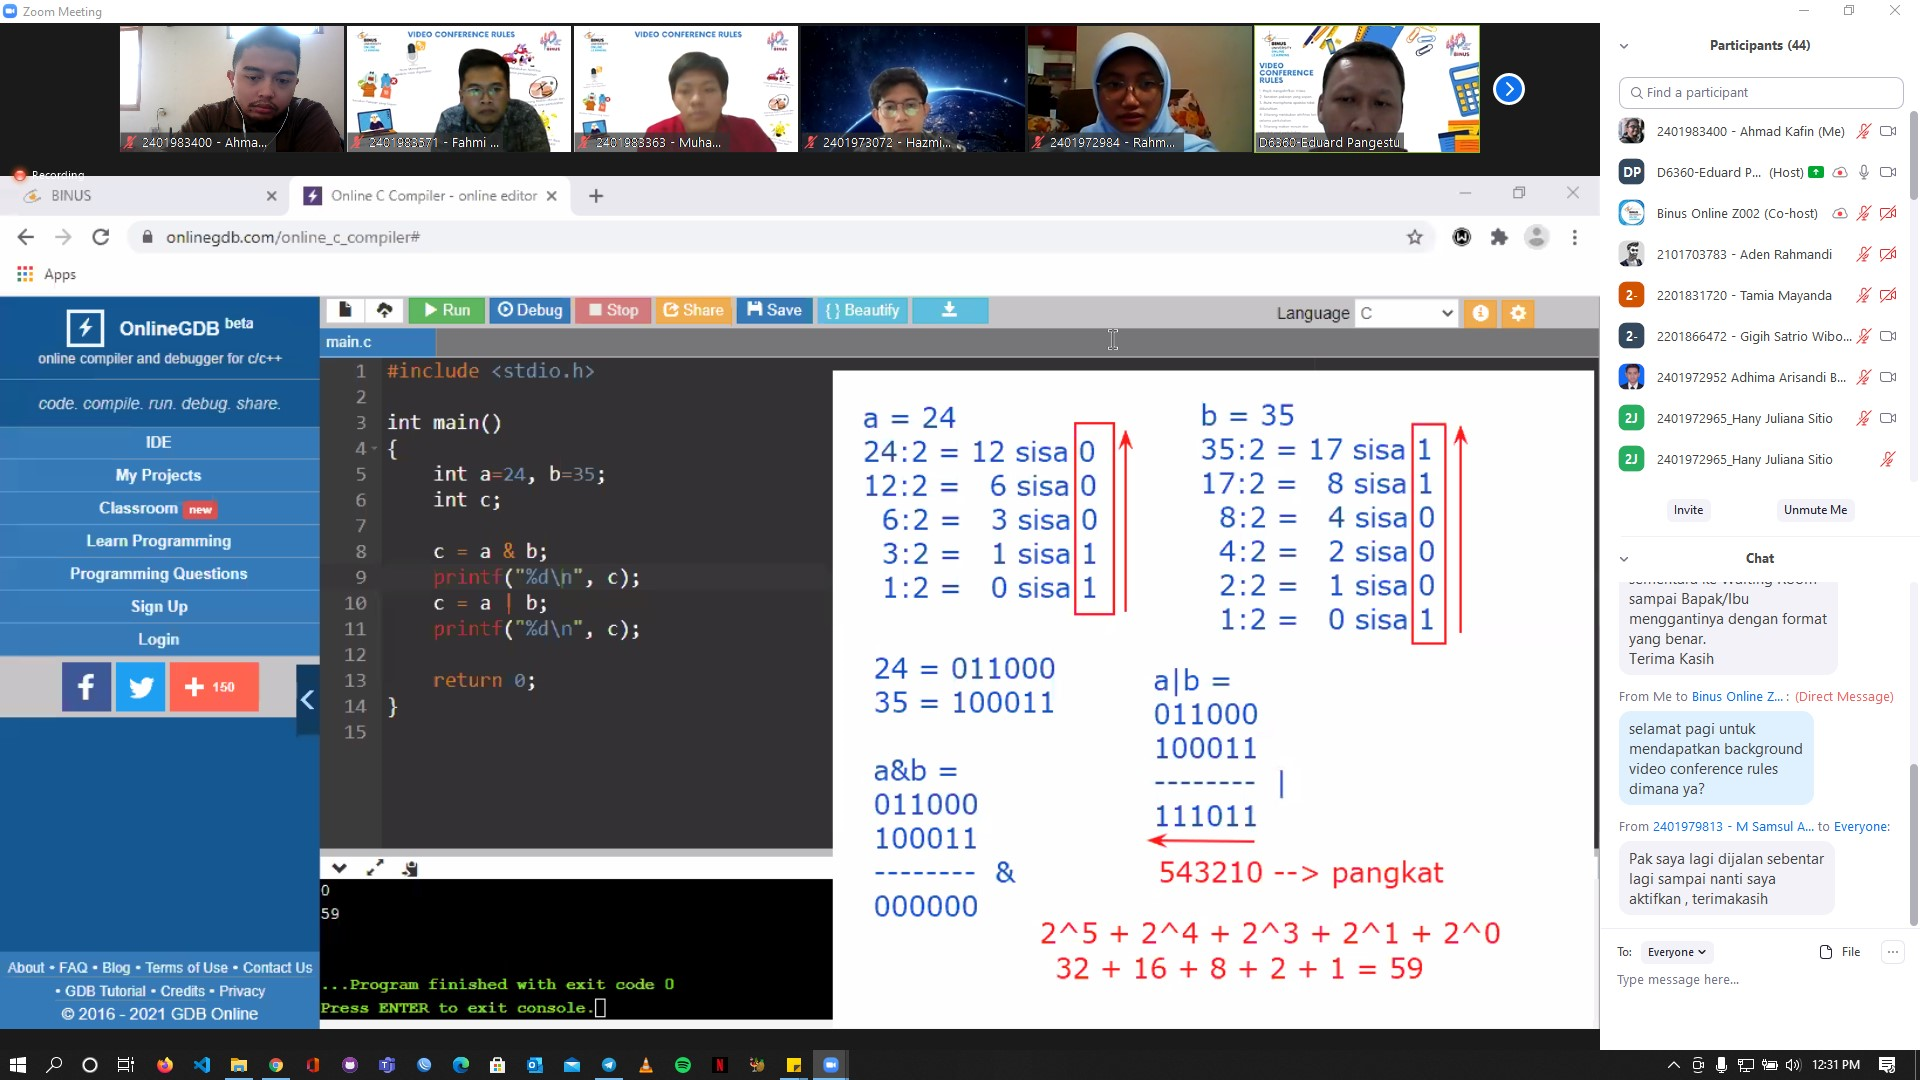 Zoom Meeting
VIDEO CONFERENCE RULES
VIDEO CONFERENCE RULES
VIDEO CONFERENCE RULES
2401983400 - Ahma...
2401983571 - Fahmi ...
2401983363 - Muha...
2401973072 - Hazmi...
2401972984 - Rahm...
D6360-Eduard Pangestu
Recording
BINUS
Online C Compiler - online editor
onlinegdb.com/online_c_compiler#
Apps
OnlineGDB beta
online compiler and debugger for c/c++
code. compile. run. debug. share.
IDE
My Projects
Classroom new
Learn Programming
Programming Questions
Sign Up
Login
+ 150
About • FAQ • Blog • Terms of Use • Contact Us
• GDB Tutorial • Credits • Privacy
© 2016 - 2021 GDB Online
Run Debug Stop Share Save { } Beautify
Language C
main.c
1 #include <stdio.h>
2
3 int main()
4 {
5 int a=24, b=35;
6 int c;
7
8 c = a & b;
9 printf("%d\n", c);
10 c = a | b;
11 printf("%d\n", c);
12
13 return 0;
14 }
15
0
59
...Program finished with exit code 0
Press ENTER to exit console.
a = 24
24:2 = 12 sisa 0
12:2 = 6 sisa 0
6:2 = 3 sisa 0
3:2 = 1 sisa 1
1:2 = 0 sisa 1
b = 35
35:2 = 17 sisa 1
17:2 = 8 sisa 1
8:2 = 4 sisa 0
4:2 = 2 sisa 0
2:2 = 1 sisa 0
1:2 = 0 sisa 1
24 = 011000
35 = 100011
a&b =
011000
100011
-------- &
000000
a|b =
011000
100011
-------- |
111011
543210 --> pangkat
2^5 + 2^4 + 2^3 + 2^1 + 2^0
32 + 16 + 8 + 2 + 1 = 59
Participants (44)
Find a participant
2401983400 - Ahmad Kafin (Me)
DP D6360-Eduard P... (Host)
Binus Online Z002 (Co-host)
2101703783 - Aden Rahmandi
2- 2201831720 - Tamia Mayanda
2- 2201866472 - Gigih Satrio Wibo...
2401972952 Adhima Arisandi B...
2J 2401972965_Hany Juliana Sitio
2J 2401972965_Hany Juliana Sitio
Invite Unmute Me
Chat
sementara ke Waiting Room
sampai Bapak/Ibu
menggantinya dengan format
yang benar.
Terima Kasih
From Me to Binus Online Z... : (Direct Message)
selamat pagi untuk
mendapatkan background
video conference rules
dimana ya?
From 2401979813 - M Samsul A... to Everyone:
Pak saya lagi dijalan sebentar
lagi sampai nanti saya
aktifkan , terimakasih
To: Everyone File
Type message here...
12:31 PM